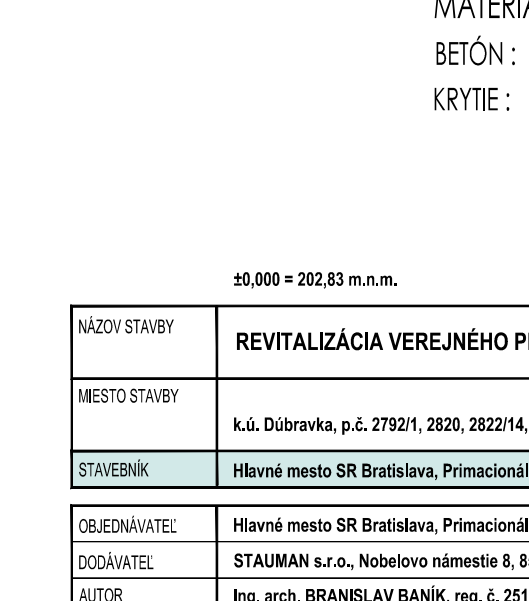 BETÓN :
KRYTIE :
±0,000 = 202,83 m.n.m.
NÁZOV STAVBY
REVITALIZÁCIA VEREJNÉHO
MIESTO STAVBY
k.ú. Dúbravka, p.č. 2792/1, 2820, 2822/14,
STAVEBNÍK
Hlavné mesto SR Bratislava, Primacionál
OBJEDNÁVATEĽ
Hlavné mesto SR Bratislava, Primacionál
DODÁVATEĽ
STAUMAN s.r.o., Nobelovo námestie 8,
AUTOR
Ing. arch. BRANISLAV BANÍK, reg. č. 251